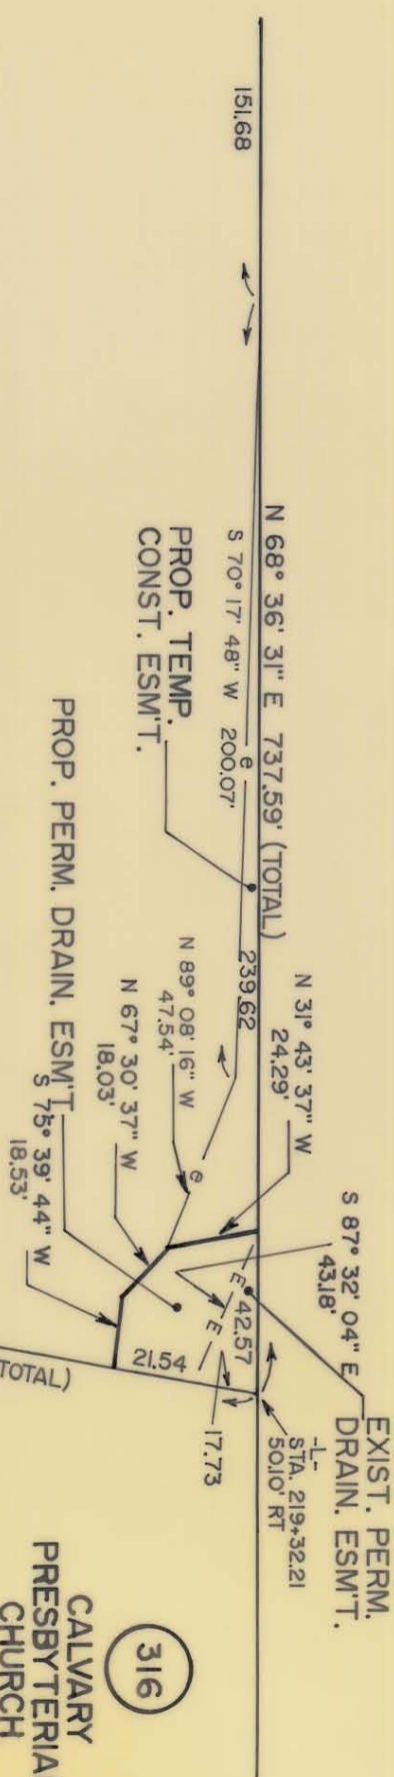 151.68
N 68° 36' 31" E 737.59' (TOTAL)
S 70° 17' 48" W 200.07'
e
PROP. TEMP.
CONST. ESM'T.
239.62
N 31° 43' 37" W
24.29'
N 89° 08' 16" W
47.54'
e
N 67° 30' 37" W
18.03'
PROP. PERM. DRAIN. ESM'T.
S 75° 39' 44" W
18.53'
S 87° 32' 04" E
43.18'
EXIST. PERM.
DRAIN. ESM'T.
-L-
STA. 219+32.21
50.10' RT
E
42.57
E
21.54
17.73
TOTAL)
316
CALVARY
PRESBYTERIA
CHURCH